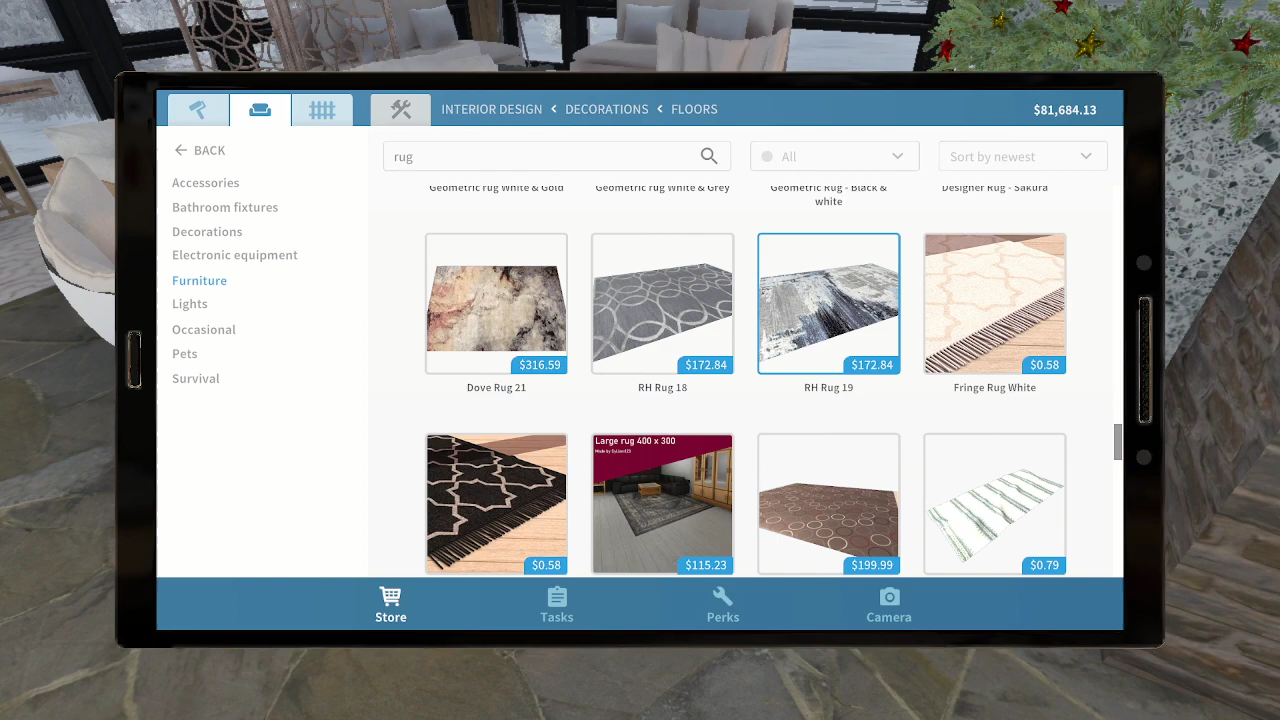 INTERIOR DESIGN < DECORATIONS < FLOORS
$81,684.13
BACK
Accessories
Bathroom fixtures
Decorations
Electronic equipment
Furniture
Lights
Occasional
Pets
Survival
rug
All
Sort by newest
Geometric rug White & Gold
Geometric rug White & Grey
Geometric Rug - Black &
white
Designer Rug - Sakura
$316.59
Dove Rug 21
$172.84
RH Rug 18
$172.84
RH Rug 19
$0.58
Fringe Rug White
$0.58
Large rug 400 x 300
$115.23
$199.99
$0.79
Store
Tasks
Perks
Camera